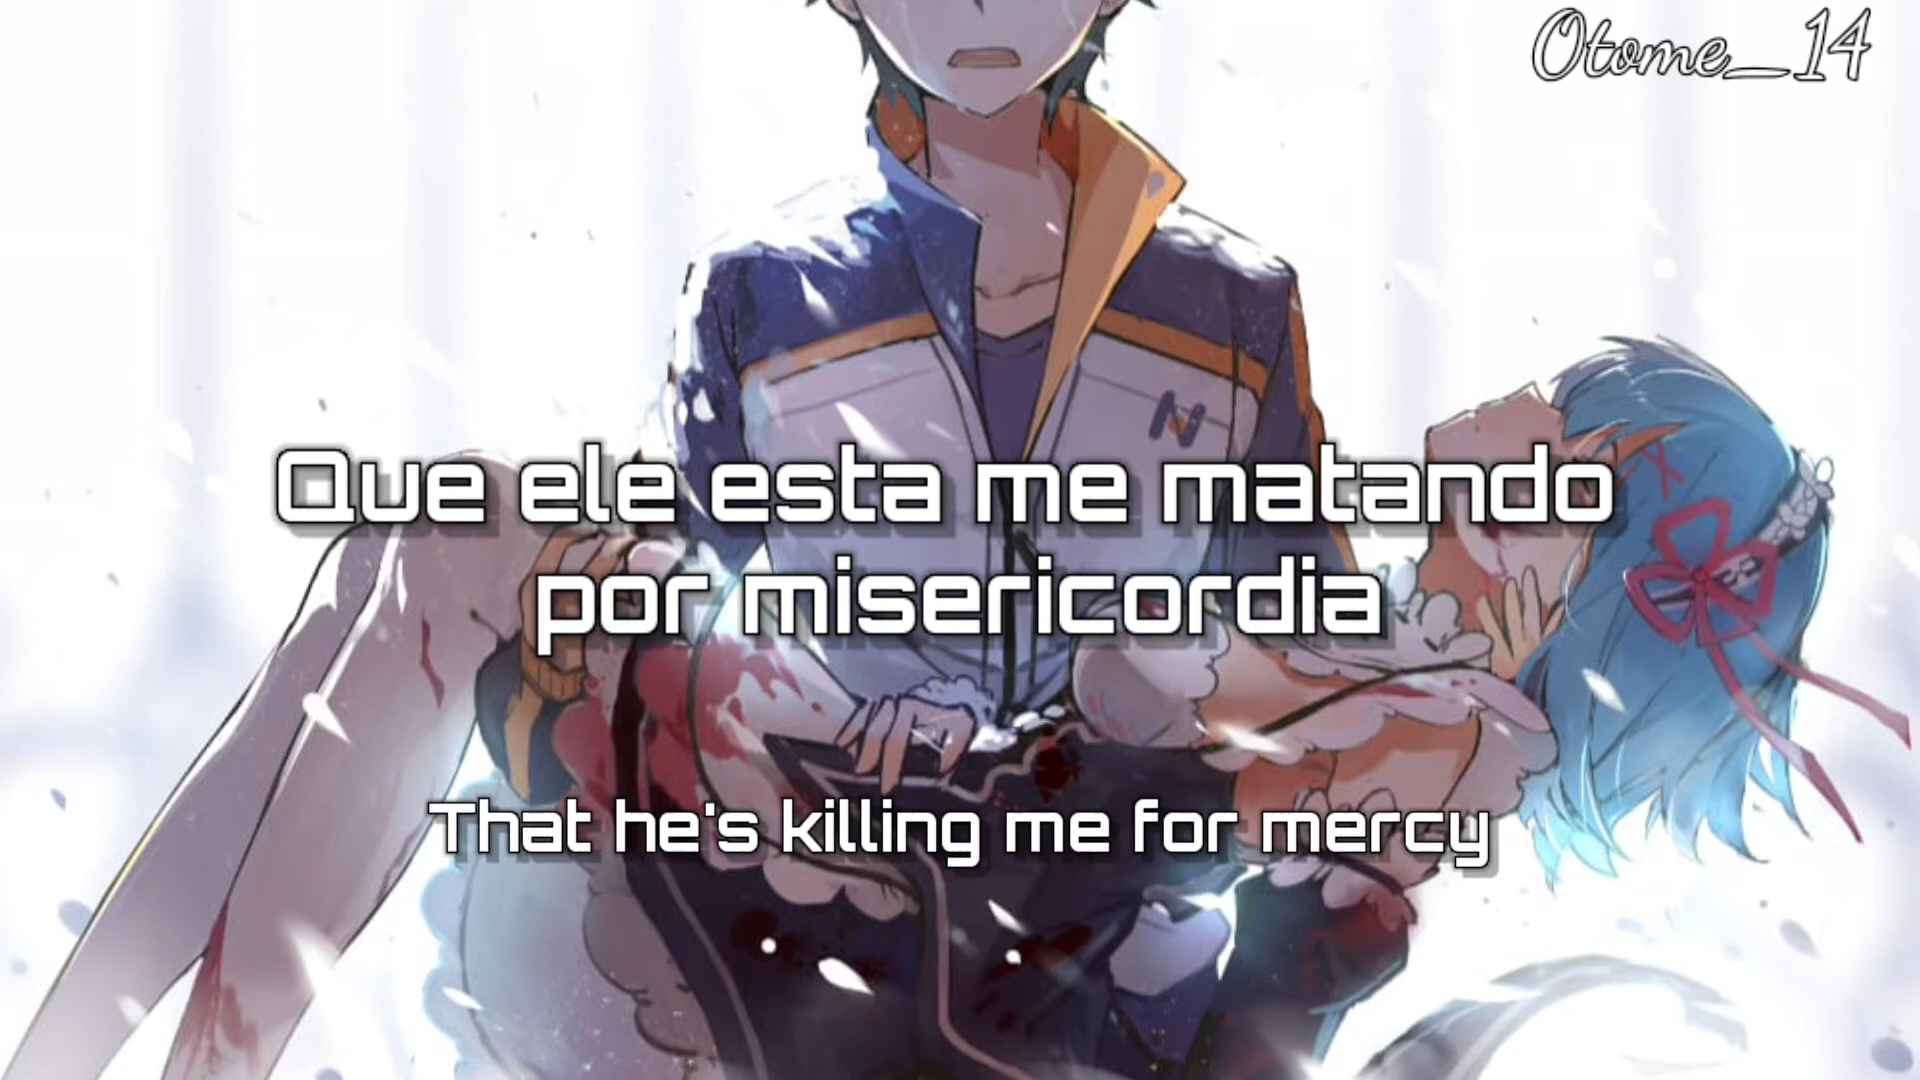 Otome_14
N
Que ele esta me matando
por misericordia
That he's killing me for mercy